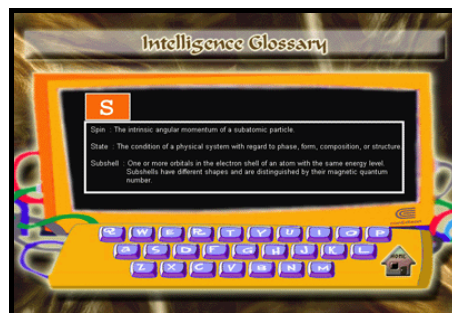 Intelligence Glossary
S
Spin : The intrinsic angular momentum of a subatomic particle.
State : The condition of a physical system with regard to phase, form, composition, or structure.
Subshell : One or more orbitals in the electron shell of an atom with the same energy level.
Subshells have different shapes and are distinguished by their magnetic quantum
number.
Q W E R T Y U I O P
A S D F G H J K L
Z X C V B N M
HOME